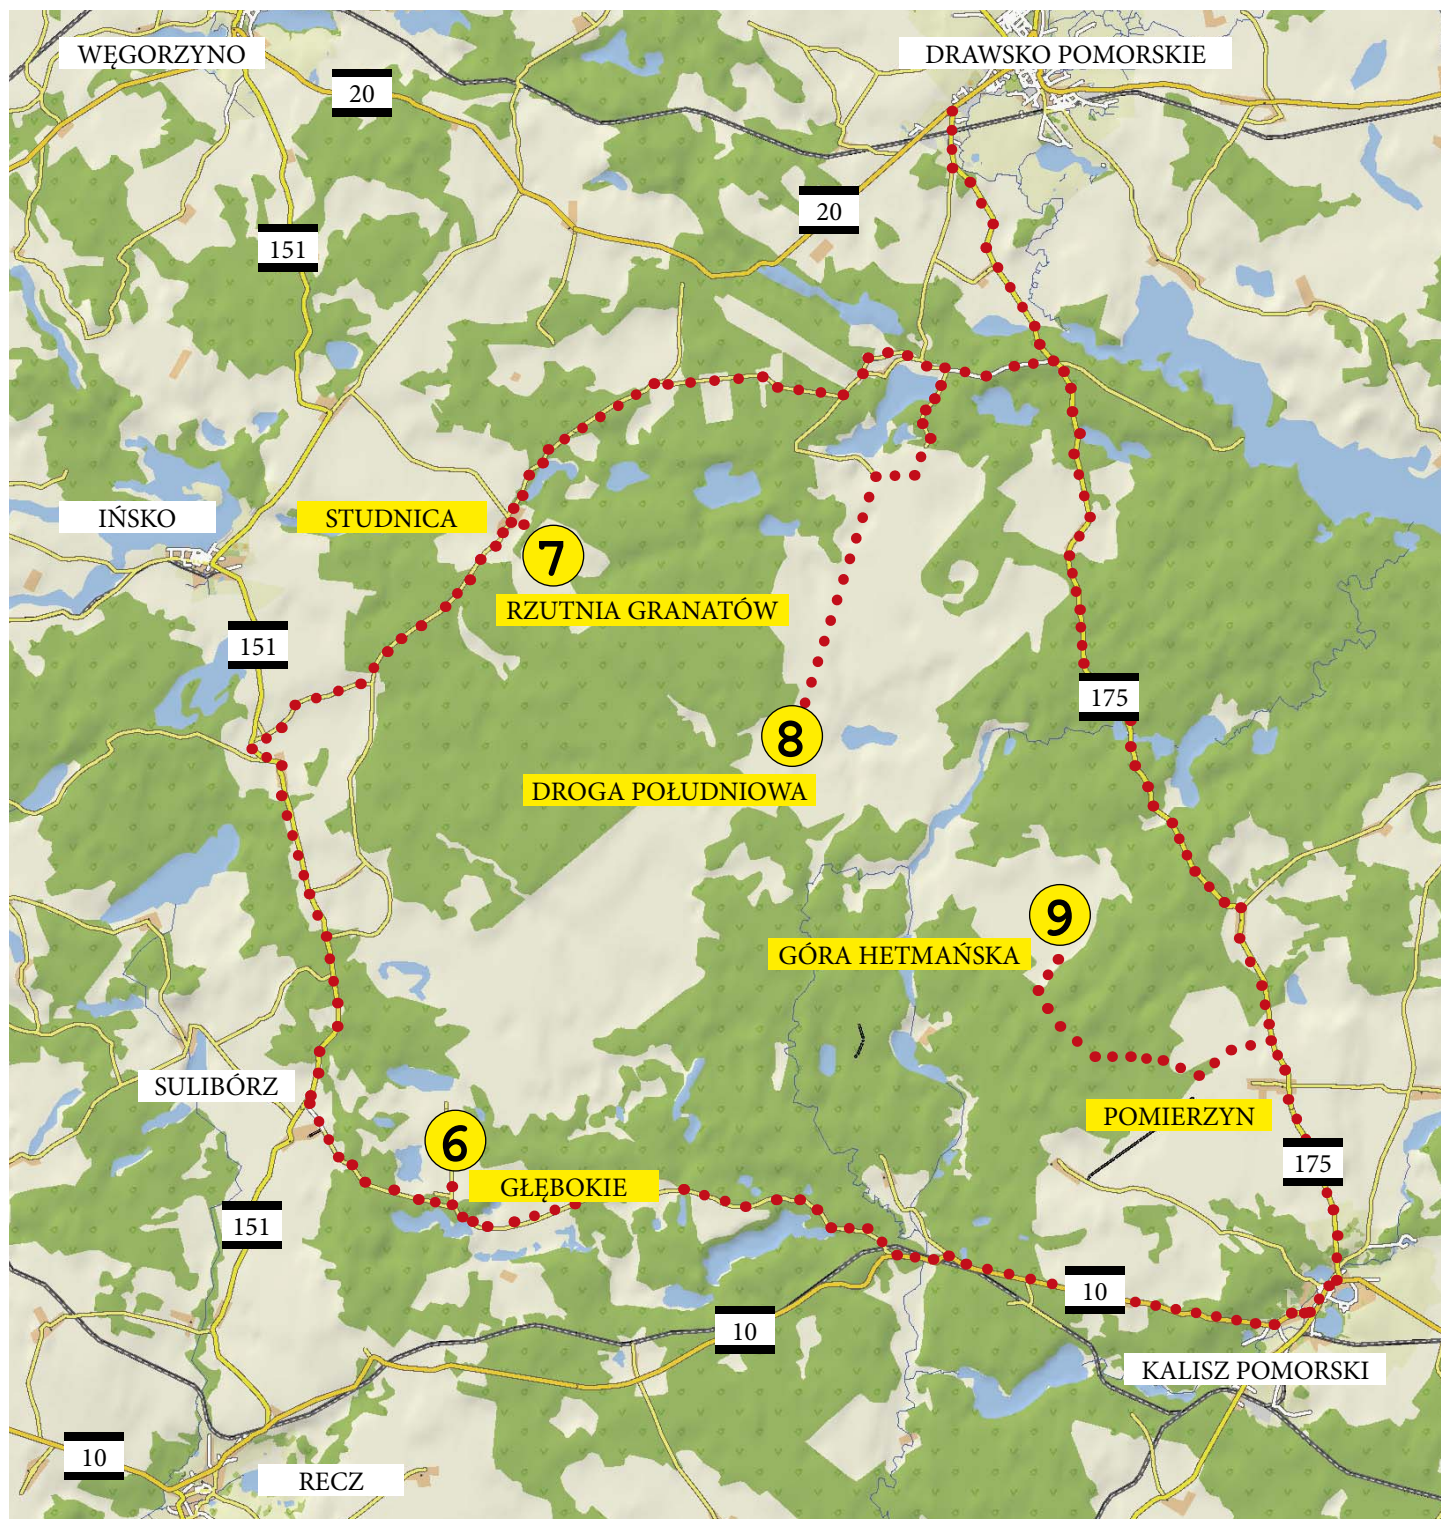 WĘGORZYNO
DRAWSKO POMORSKIE
20
20
151
IŃSKO
STUDNICA
7
RZUTNIA GRANATÓW
151
175
8
DROGA POŁUDNIOWA
9
GÓRA HETMAŃSKA
SULIBÓRZ
POMIERZYN
6
175
GŁĘBOKIE
151
10
10
KALISZ POMORSKI
10
RECZ